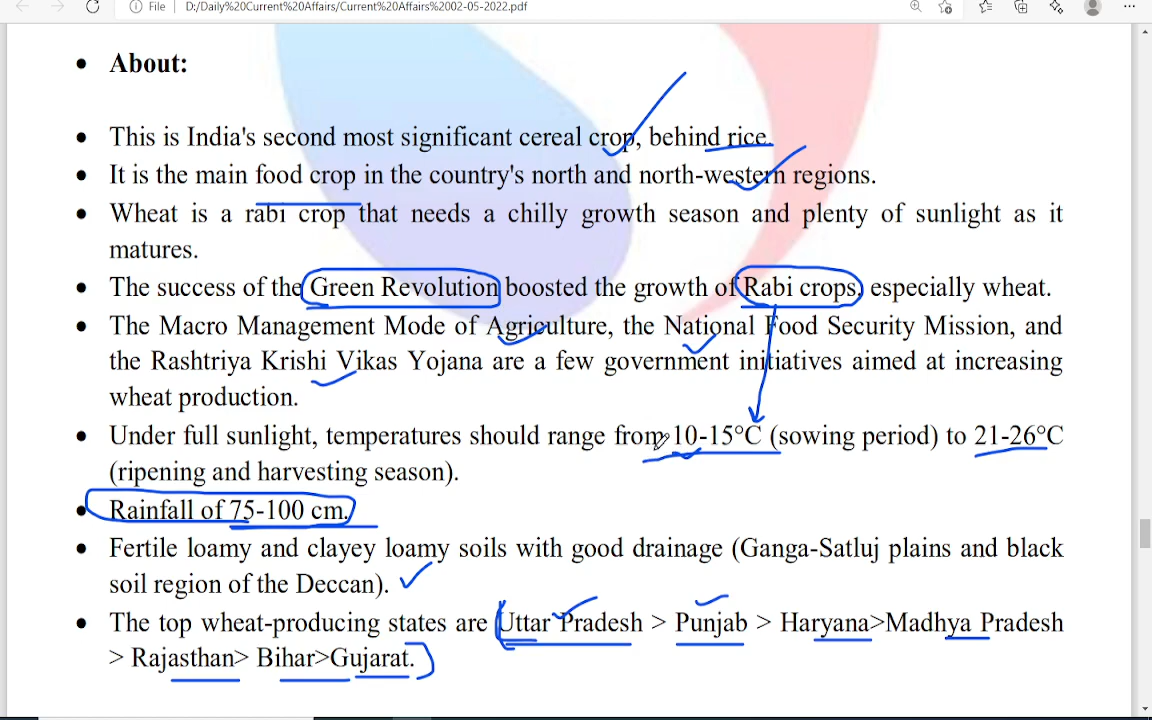 File
D:/Daily%20Current%20Affairs/Current%20Affairs%2002-05-2022.pdf
• About:
• This is India's second most significant cereal crop, behind rice.
• It is the main food crop in the country's north and north-western regions.
• Wheat is a rabi crop that needs a chilly growth season and plenty of sunlight as it
matures.
• The success of the Green Revolution boosted the growth of Rabi crops, especially wheat.
• The Macro Management Mode of Agriculture, the National Food Security Mission, and
the Rashtriya Krishi Vikas Yojana are a few government initiatives aimed at increasing
wheat production.
• Under full sunlight, temperatures should range from 10-15°C (sowing period) to 21-26°C
(ripening and harvesting season).
• Rainfall of 75-100 cm.
• Fertile loamy and clayey loamy soils with good drainage (Ganga-Satluj plains and black
soil region of the Deccan).
• The top wheat-producing states are Uttar Pradesh > Punjab > Haryana>Madhya Pradesh
> Rajasthan> Bihar>Gujarat.